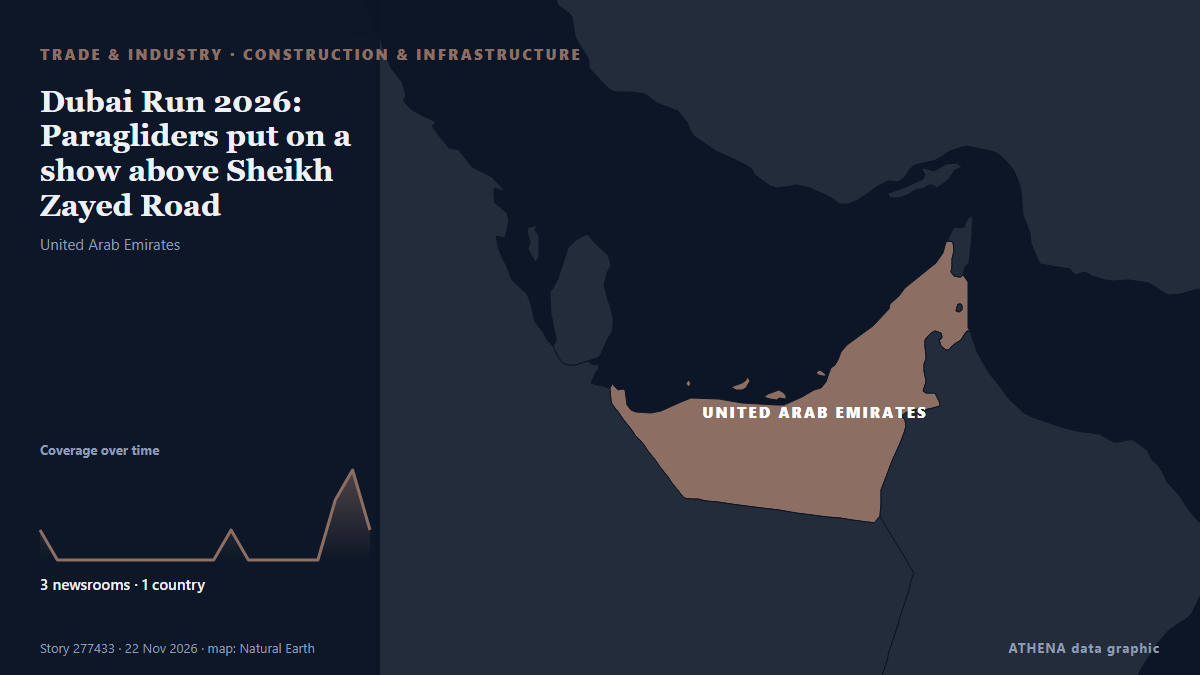 TRADE & INDUSTRY · CONSTRUCTION & INFRASTRUCTURE
Dubai Run 2026:
Paragliders put on a
show above Sheikh
Zayed Road
United Arab Emirates
UNITED ARAB EMIRATES
Coverage over time
3 newsrooms · 1 country
Story 277433 · 22 Nov 2026 · map: Natural Earth
ATHENA data graphic